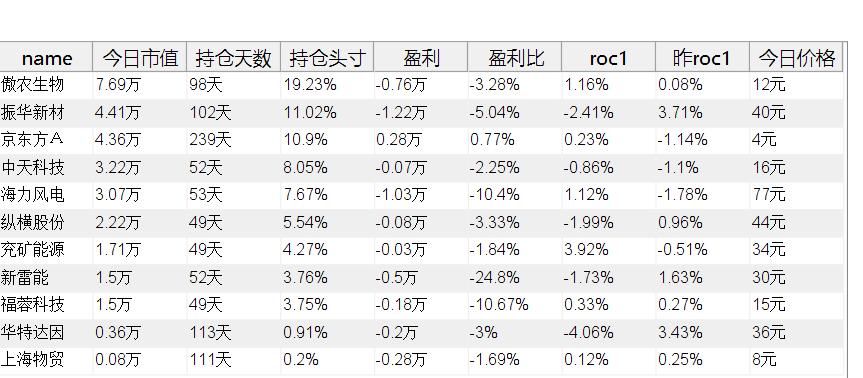 name 今日市值 持仓天数 持仓头寸 盈利 盈利比 roc1 昨roc1 今日价格
傲农生物 7.69万 98天 19.23% -0.76万 -3.28% 1.16% 0.08% 12元
振华新材 4.41万 102天 11.02% -1.22万 -5.04% -2.41% 3.71% 40元
京东方Ａ 4.36万 239天 10.9% 0.28万 0.77% 0.23% -1.14% 4元
中天科技 3.22万 52天 8.05% -0.07万 -2.25% -0.86% -1.1% 16元
海力风电 3.07万 53天 7.67% -1.03万 -10.4% 1.12% -1.78% 77元
纵横股份 2.22万 49天 5.54% -0.08万 -3.33% -1.99% 0.96% 44元
兖矿能源 1.71万 49天 4.27% -0.03万 -1.84% 3.92% -0.51% 34元
新雷能 1.5万 52天 3.76% -0.5万 -24.8% -1.73% 1.63% 30元
福蓉科技 1.5万 49天 3.75% -0.18万 -10.67% 0.33% 0.27% 15元
华特达因 0.36万 113天 0.91% -0.2万 -3% -4.06% 3.43% 36元
上海物贸 0.08万 111天 0.2% -0.28万 -1.69% 0.12% 0.25% 8元